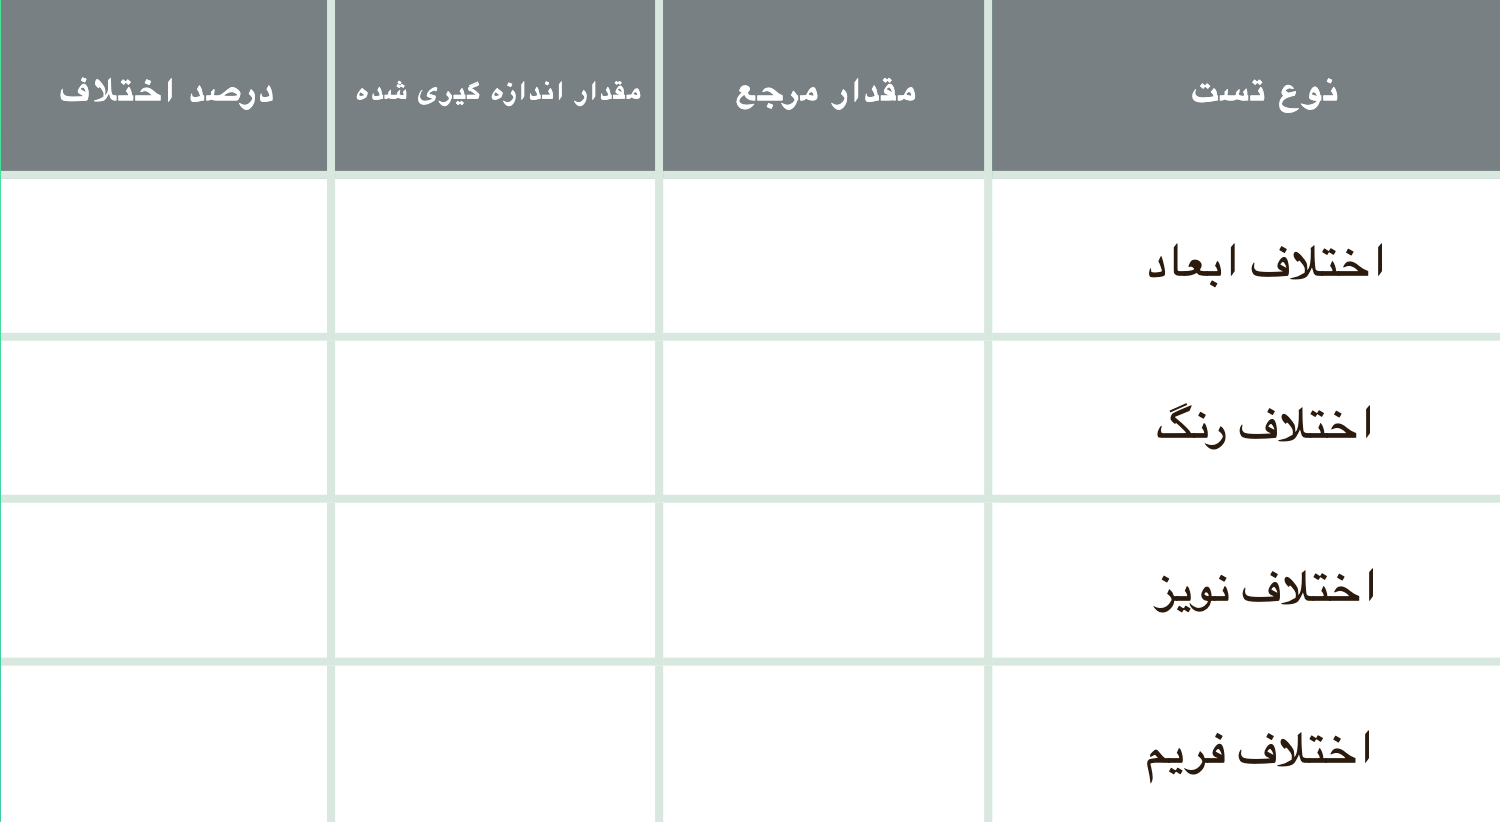 نوع تست
مقدار مرجع
مقدار اندازه گیری شده
درصد اختلاف
اختلاف ابعاد
اختلاف رنگ
اختلاف نویز
اختلاف فریم